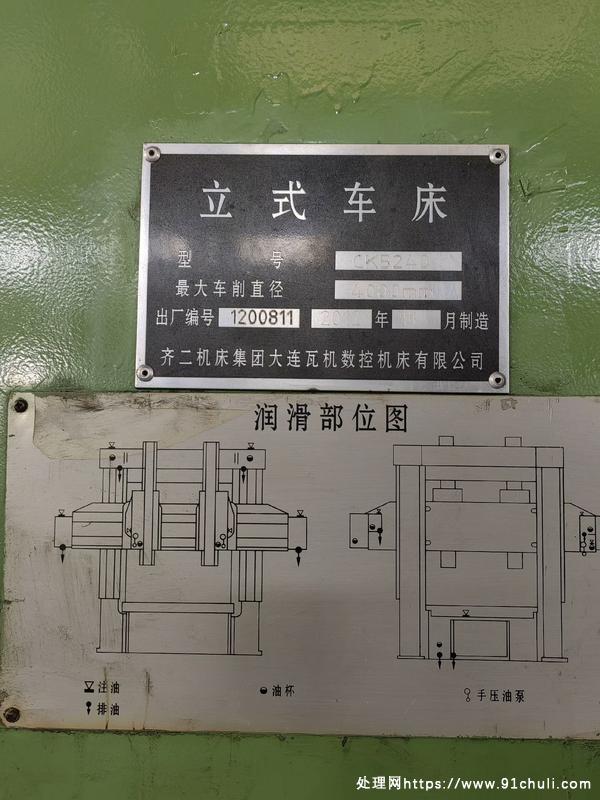 立式车床
型号 CK5240
最大车削直径 4000mm
出厂编号 1200811 年 月制造
齐二机床集团大连瓦机数控机床有限公司
润滑部位图
注油 油杯 手压油泵
排油
处理网https://www.91chuli.com